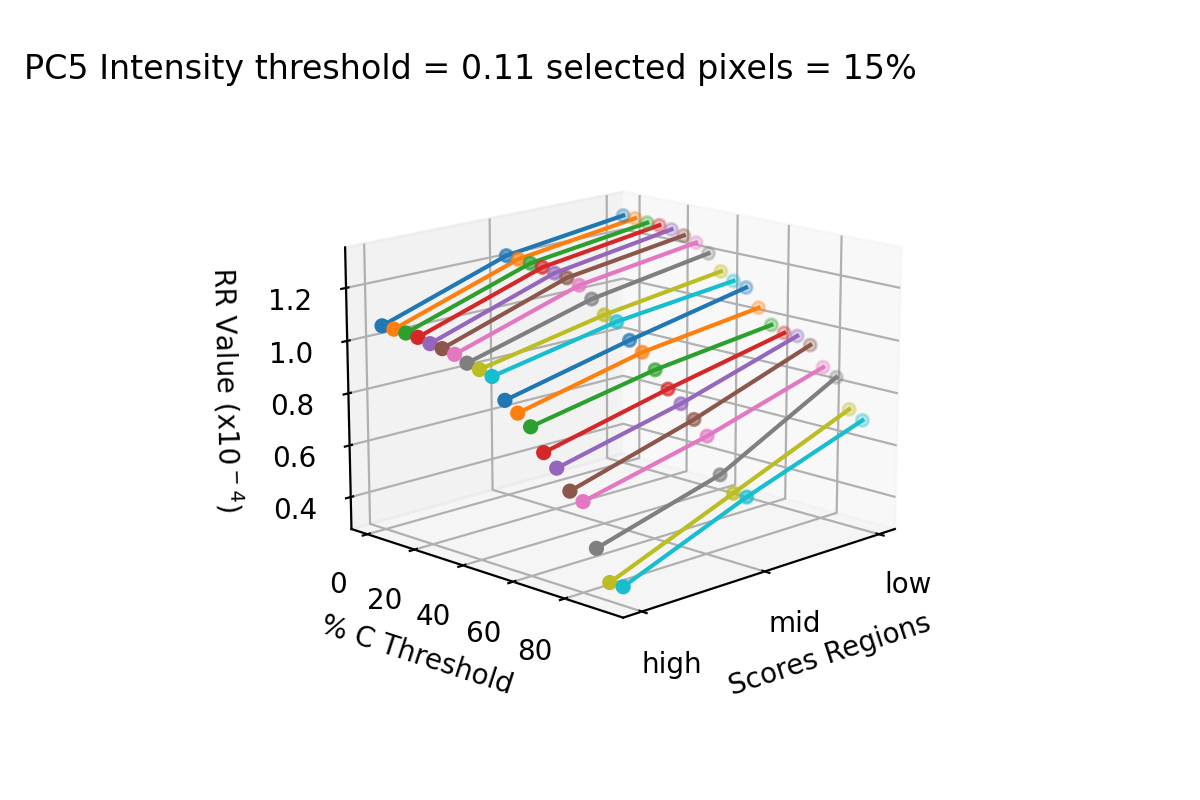 PC5 Intensity threshold = 0.11 selected pixels = 15%
RR Value (x10⁻⁴)
1.2
1.0
0.8
0.6
0.4
0
20
40
60
80
% C Threshold
high
mid
low
Scores Regions